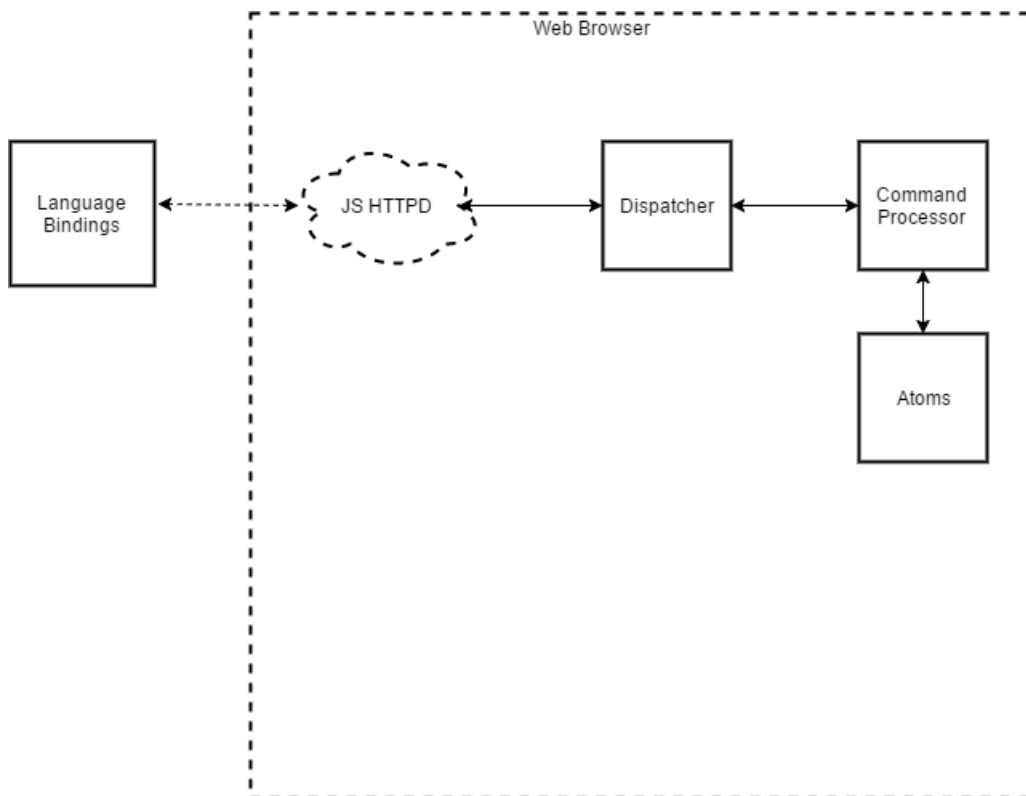 Web Browser
Language
Bindings
JS HTTPD
Dispatcher
Command
Processor
Atoms